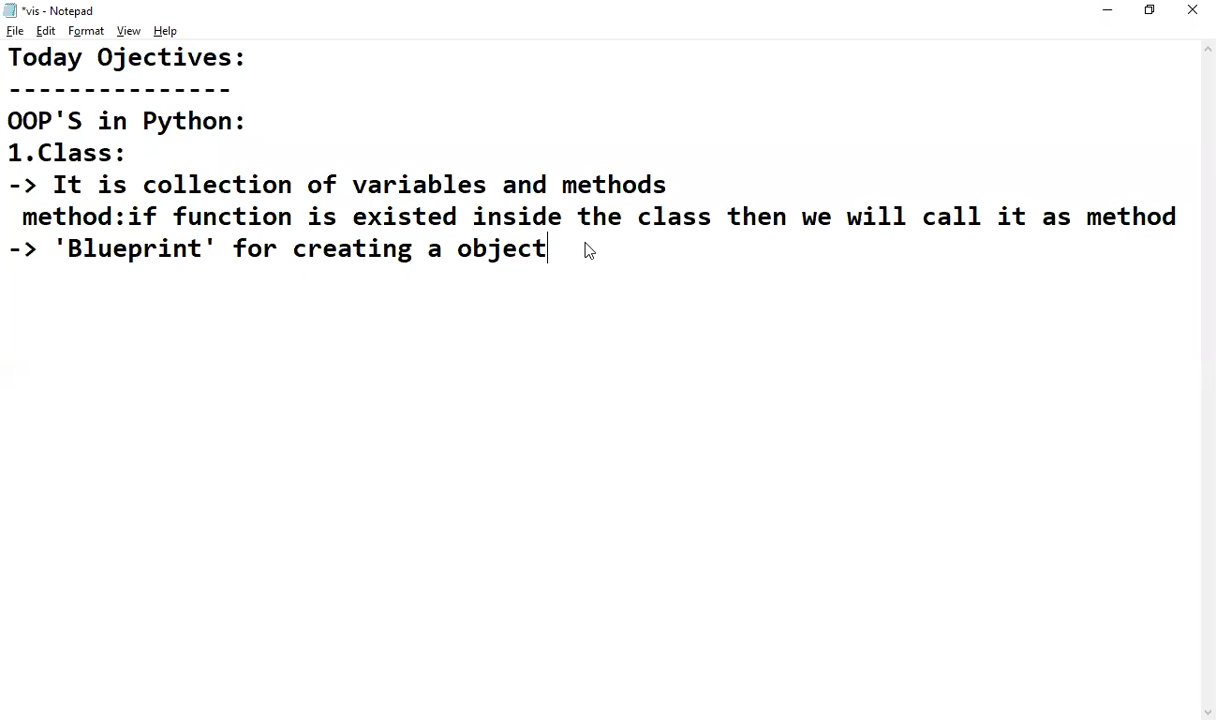 *vis - Notepad
File Edit Format View Help
Today Ojectives:
---------------
OOP'S in Python:
1.Class:
-> It is collection of variables and methods
 method:if function is existed inside the class then we will call it as method
-> 'Blueprint' for creating a object